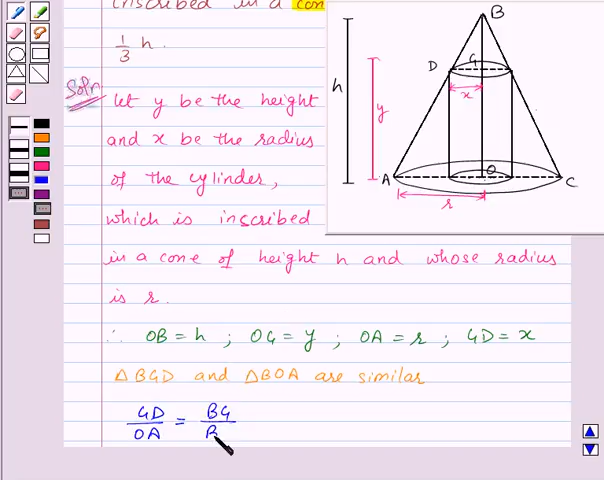 inscribed in a con
1/3 h.
Soln
Let y be the height
and x be the radius
of the cylinder,
which is inscribed
in a cone of height h and whose radius
is r.
∴ OB = h ; OG = y ; OA = r ; GD = x
△BGD and △BOA are similar
GD/OA = BG/B
B
h
D
G
x
y
A
O
C
r